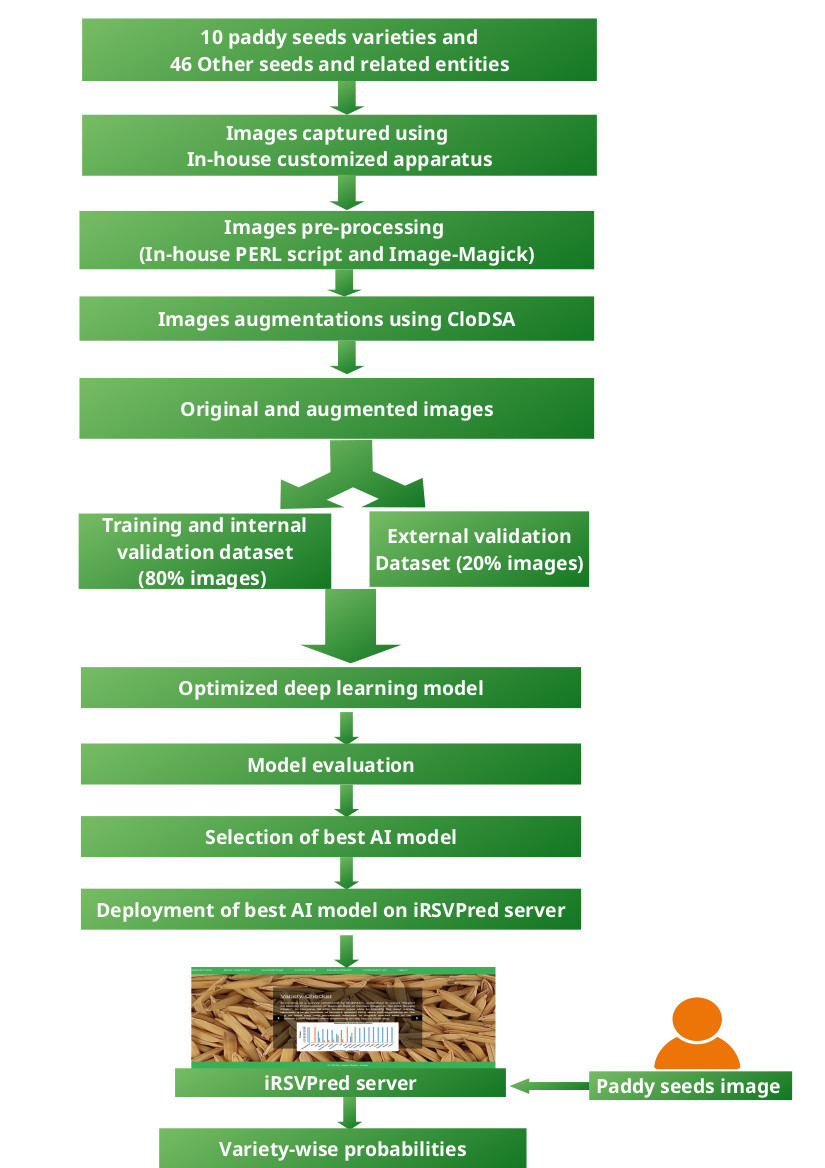 10 paddy seeds varieties and
46 Other seeds and related entities
Images captured using
In-house customized apparatus
Images pre-processing
(In-house PERL script and Image-Magick)
Images augmentations using CloDSA
Original and augmented images
Training and internal
validation dataset
(80% images)
External validation
Dataset (20% images)
Optimized deep learning model
Model evaluation
Selection of best AI model
Deployment of best AI model on iRSVPred server
Variety Checker
iRSVPred server
Paddy seeds image
Variety-wise probabilities